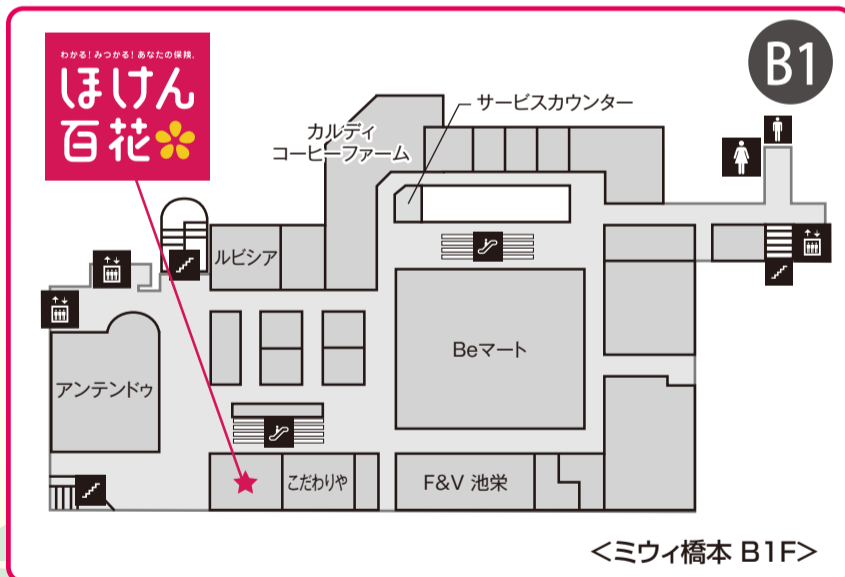 わかる！みつかる！あなたの保険。
ほけん
百花
B1
サービスカウンター
カルディ
コーヒーファーム
ルビシア
Beマート
アンテンドゥ
こだわりや
F&V 池栄
＜ミウィ橋本 B1F＞